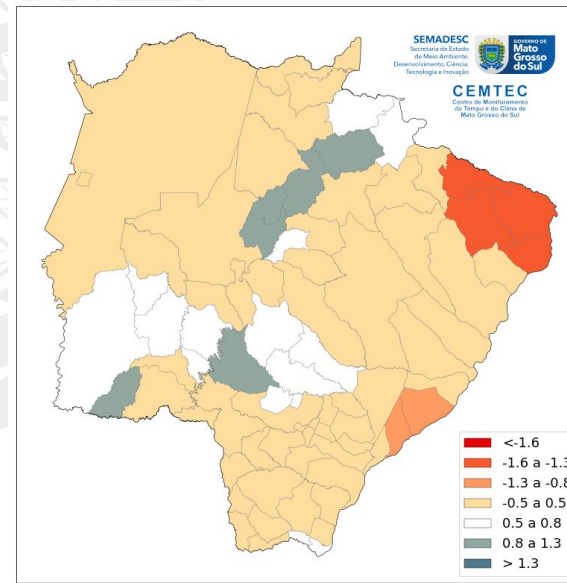 SEMADESC
Secretaria de Estado
de Meio Ambiente,
Desenvolvimento, Ciência,
Tecnologia e Inovação
GOVERNO DE
Mato
Grosso
do Sul
CEMTEC
Centro de Monitoramento
do Tempo e do Clima de
Mato Grosso do Sul
<-1.6
-1.6 a -1.3
-1.3 a -0.8
-0.5 a 0.5
0.5 a 0.8
0.8 a 1.3
> 1.3